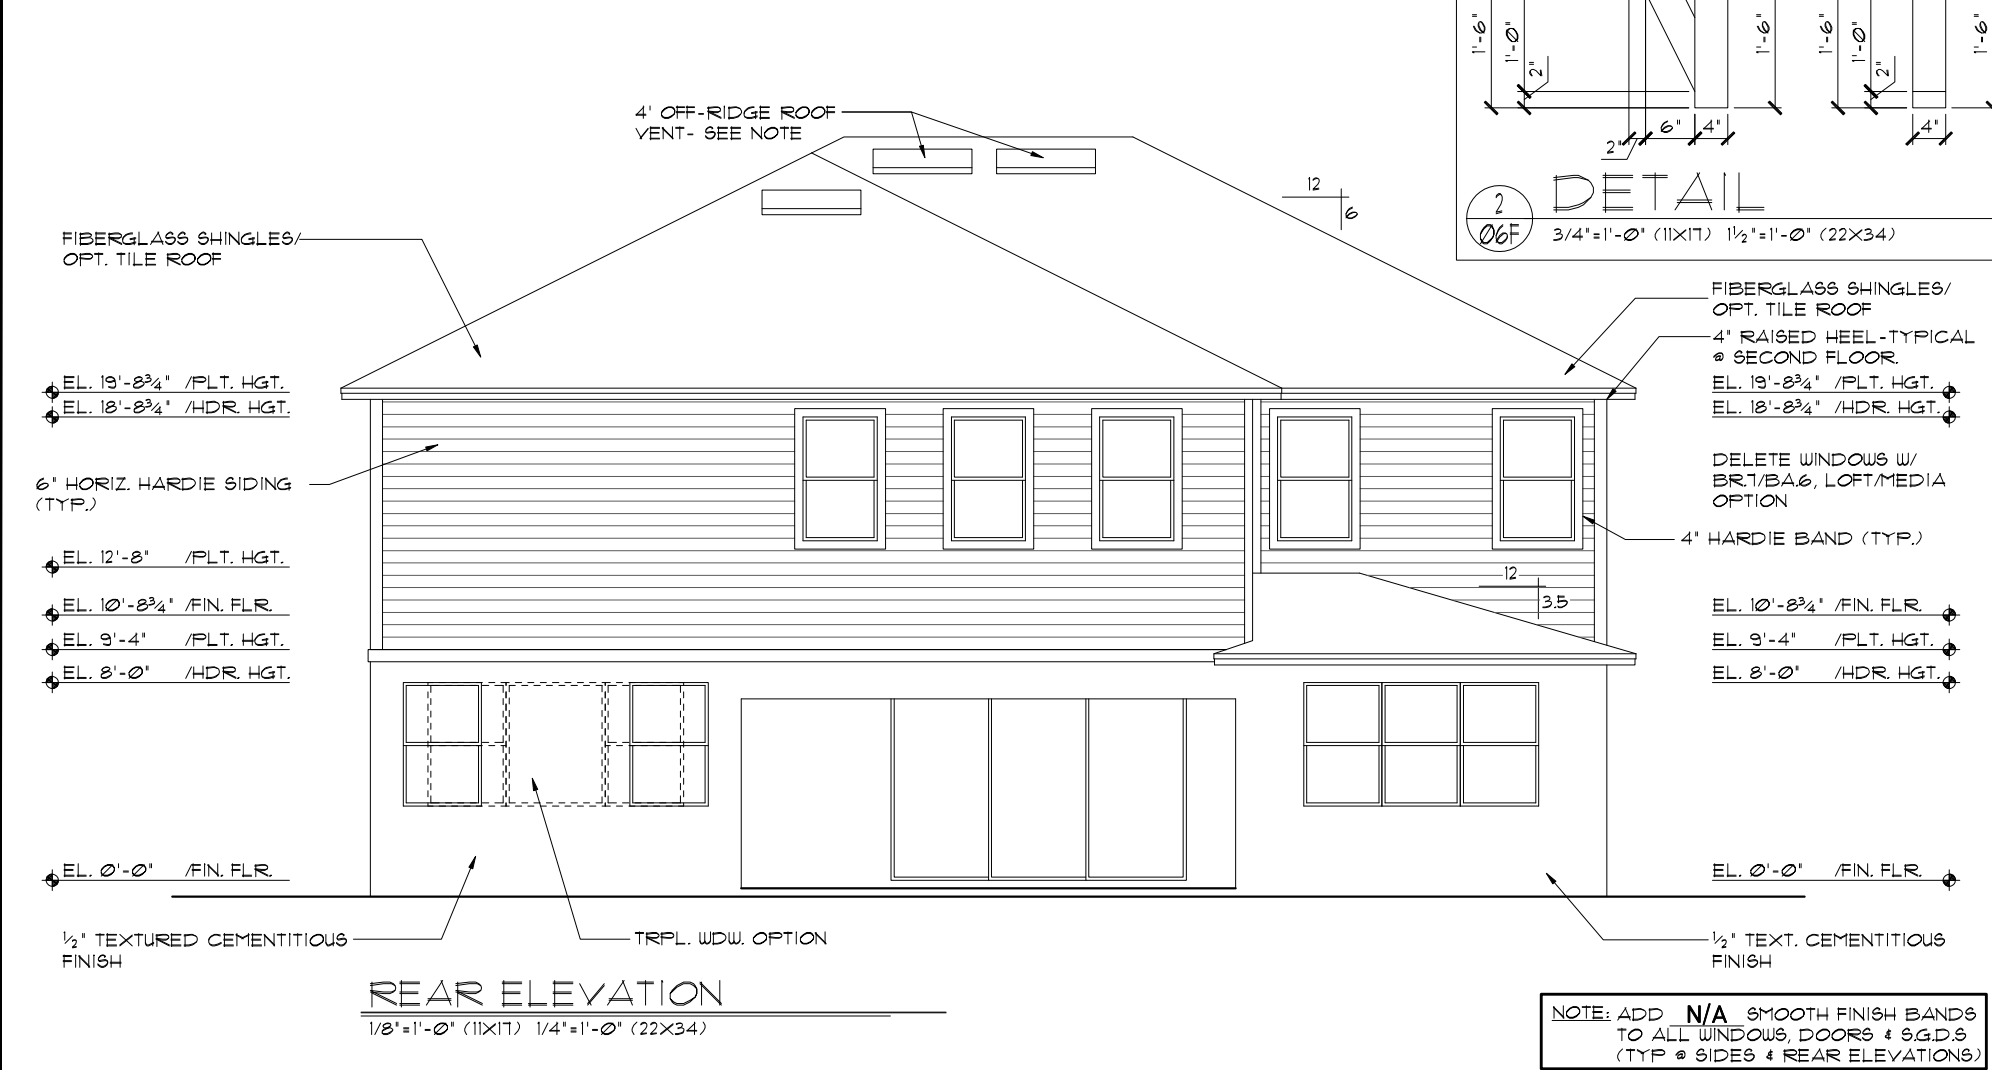 4' OFF-RIDGE ROOF
VENT- SEE NOTE
12
6
FIBERGLASS SHINGLES/
OPT. TILE ROOF
EL. 19'-8¾" /PLT. HGT.
EL. 18'-8¾" /HDR. HGT.
6" HORIZ. HARDIE SIDING
(TYP.)
EL. 12'-8" /PLT. HGT.
EL. 10'-8¾" /FIN. FLR.
EL. 9'-4" /PLT. HGT.
EL. 8'-0" /HDR. HGT.
EL. 0'-0" /FIN. FLR.
½" TEXTURED CEMENTITIOUS
FINISH
TRPL. WDW. OPTION
12
3.5
1'-6"
1'-0"
2"
1'-6"
1'-6"
1'-0"
2"
1'-6"
6"
4"
2"
4"
2
06F
DETAIL
3/4"=1'-0" (11X17) 1½"=1'-0" (22X34)
FIBERGLASS SHINGLES/
OPT. TILE ROOF
4" RAISED HEEL-TYPICAL
@ SECOND FLOOR.
EL. 19'-8¾" /PLT. HGT.
EL. 18'-8¾" /HDR. HGT.
DELETE WINDOWS W/
BR.7/BA.6, LOFT/MEDIA
OPTION
4" HARDIE BAND (TYP.)
EL. 10'-8¾" /FIN. FLR.
EL. 9'-4" /PLT. HGT.
EL. 8'-0" /HDR. HGT.
EL. 0'-0" /FIN. FLR.
½" TEXT. CEMENTITIOUS
FINISH
REAR ELEVATION
1/8"=1'-0" (11X17) 1/4"=1'-0" (22X34)
NOTE: ADD N/A SMOOTH FINISH BANDS
TO ALL WINDOWS, DOORS & S.G.D.S
(TYP @ SIDES & REAR ELEVATIONS)